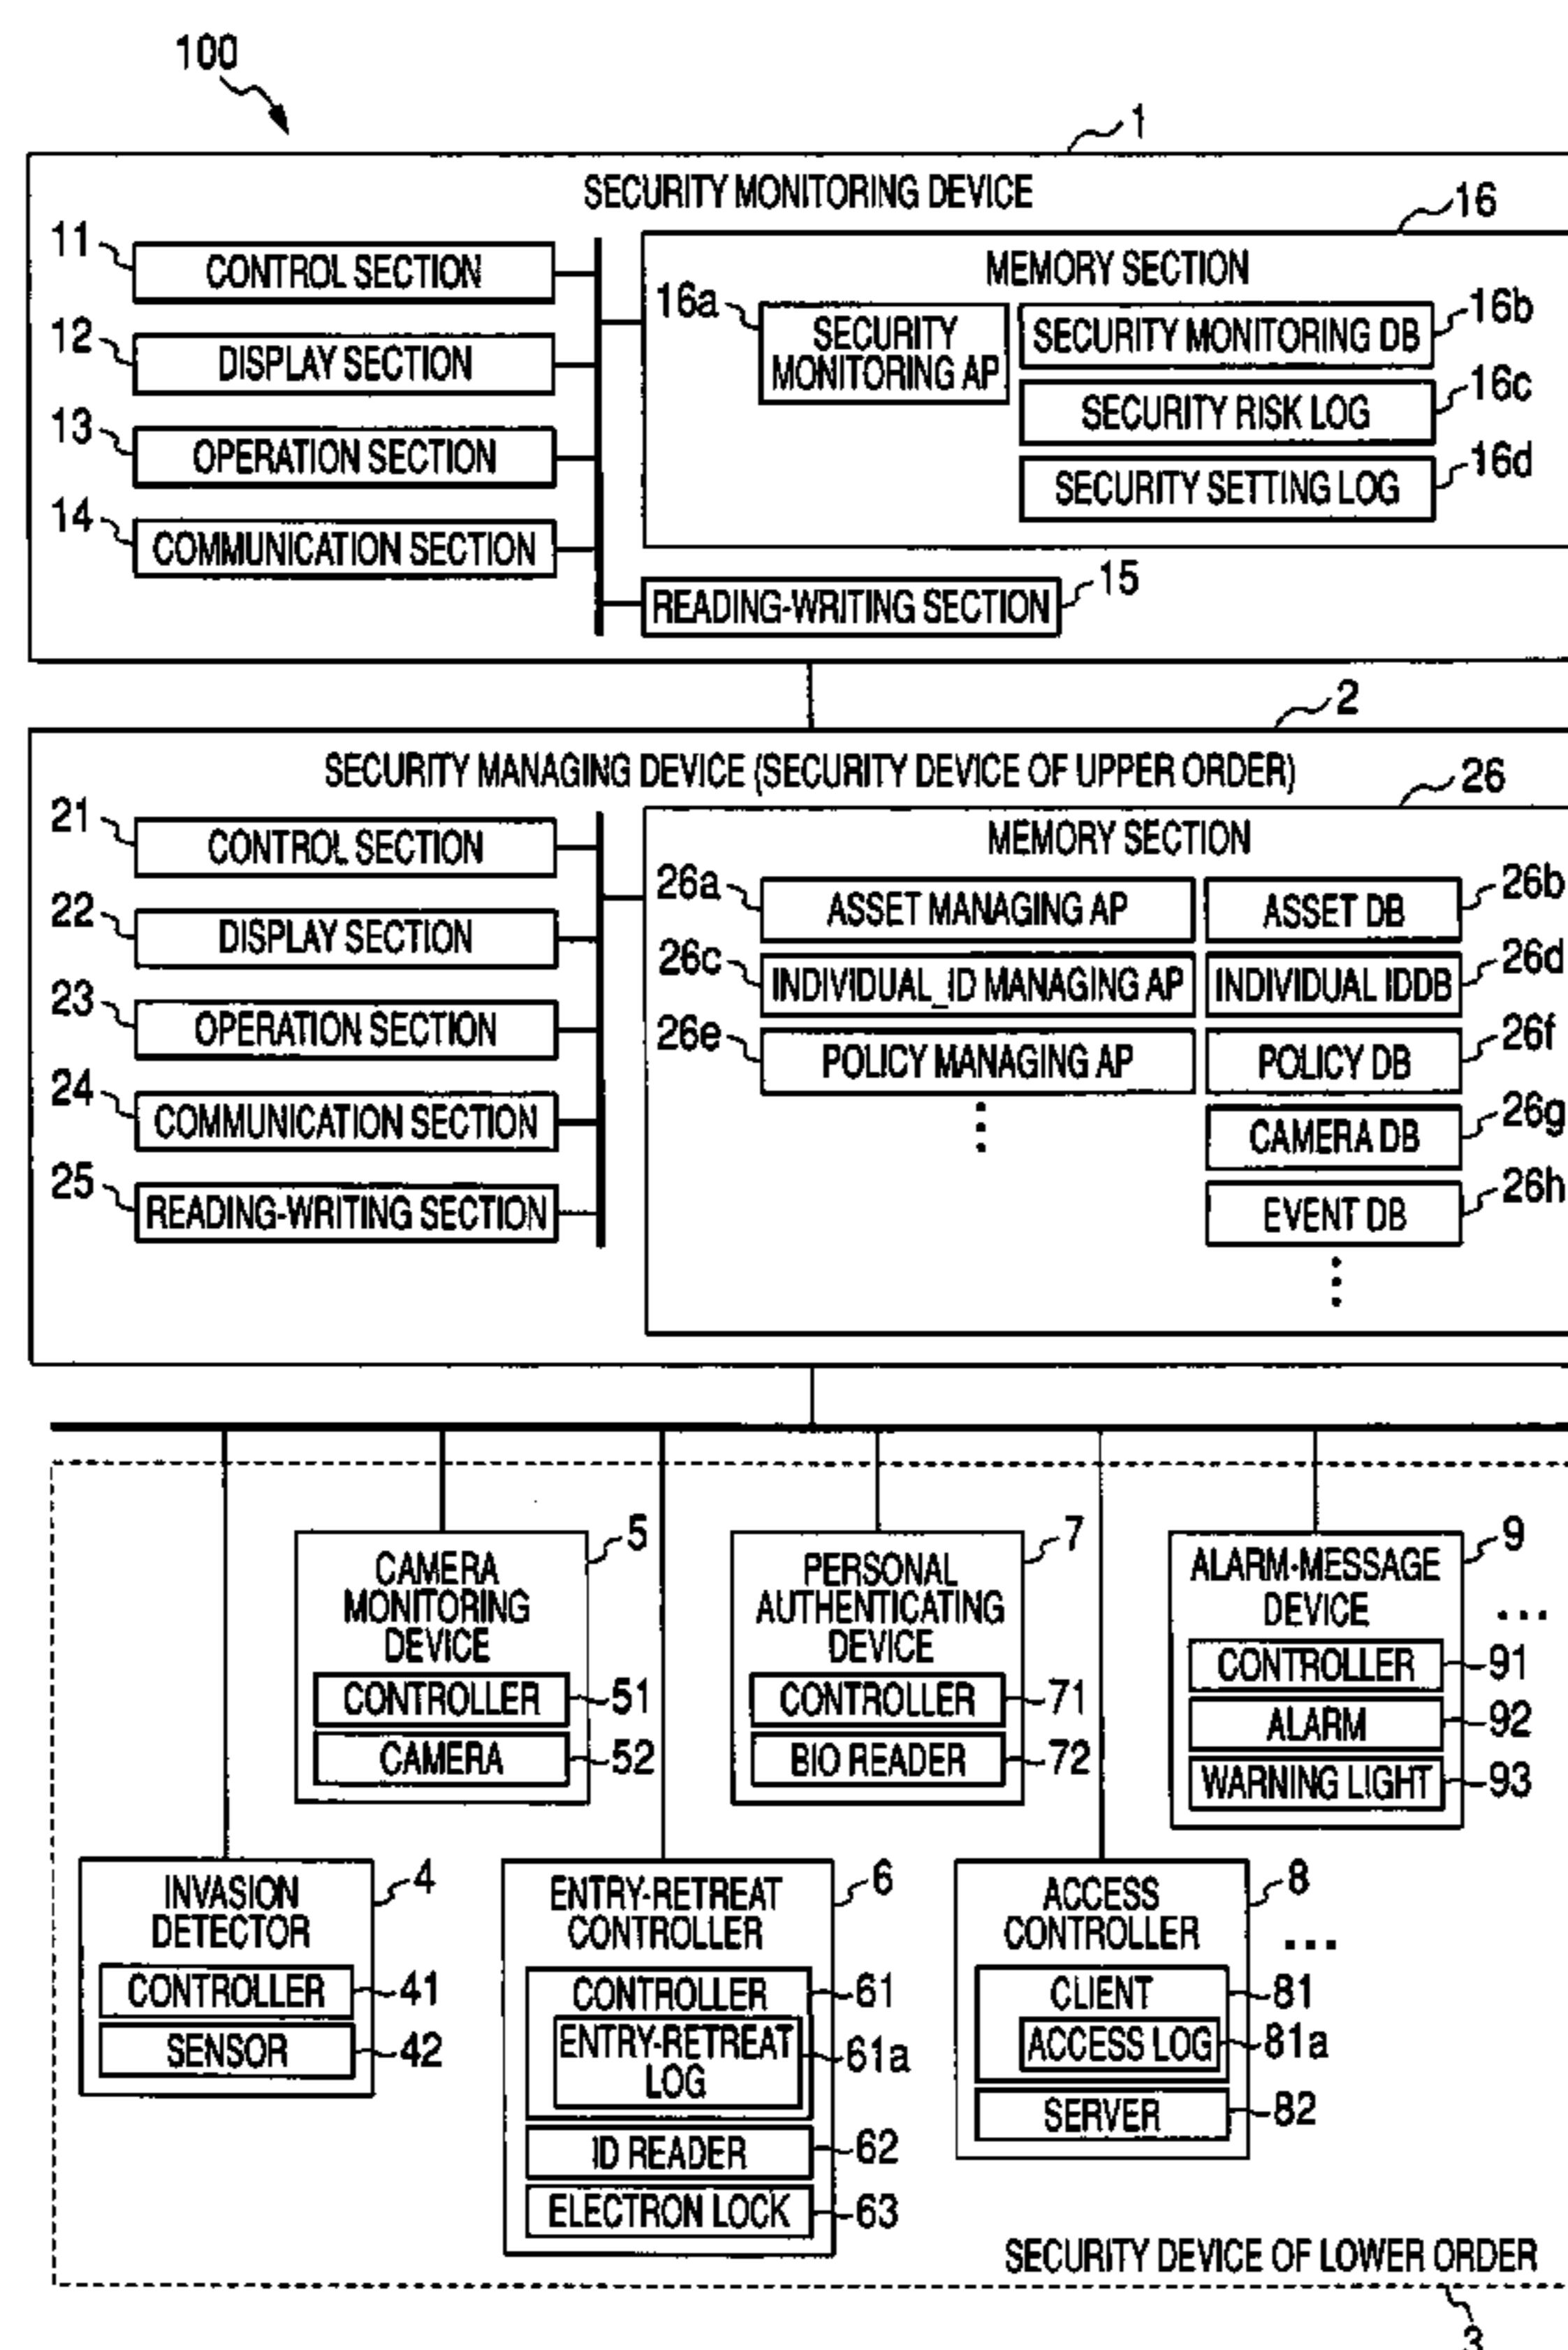 100
1
SECURITY MONITORING DEVICE
16
11
CONTROL SECTION
MEMORY SECTION
12
DISPLAY SECTION
16a
SECURITY
MONITORING AP
SECURITY MONITORING DB
16b
13
OPERATION SECTION
SECURITY RISK LOG
16c
14
COMMUNICATION SECTION
SECURITY SETTING LOG
16d
READING-WRITING SECTION
15
2
SECURITY MANAGING DEVICE (SECURITY DEVICE OF UPPER ORDER)
26
21
CONTROL SECTION
MEMORY SECTION
22
DISPLAY SECTION
26a
ASSET MANAGING AP
ASSET DB
26b
26c
INDIVIDUAL_ID MANAGING AP
INDIVIDUAL IDDB
26d
23
OPERATION SECTION
26e
POLICY MANAGING AP
POLICY DB
26f
24
COMMUNICATION SECTION
CAMERA DB
26g
25
READING-WRITING SECTION
EVENT DB
26h
5
CAMERA
MONITORING
DEVICE
CONTROLLER
51
CAMERA
52
7
PERSONAL
AUTHENTICATING
DEVICE
CONTROLLER
71
BIO READER
72
9
ALARM-MESSAGE
DEVICE
...
CONTROLLER
91
ALARM
92
WARNING LIGHT
93
4
INVASION
DETECTOR
CONTROLLER
41
SENSOR
42
6
ENTRY-RETREAT
CONTROLLER
CONTROLLER
61
ENTRY-RETREAT
LOG
61a
ID READER
62
ELECTRON LOCK
63
8
ACCESS
CONTROLLER
...
CLIENT
81
ACCESS LOG
81a
SERVER
82
SECURITY DEVICE OF LOWER ORDER
3